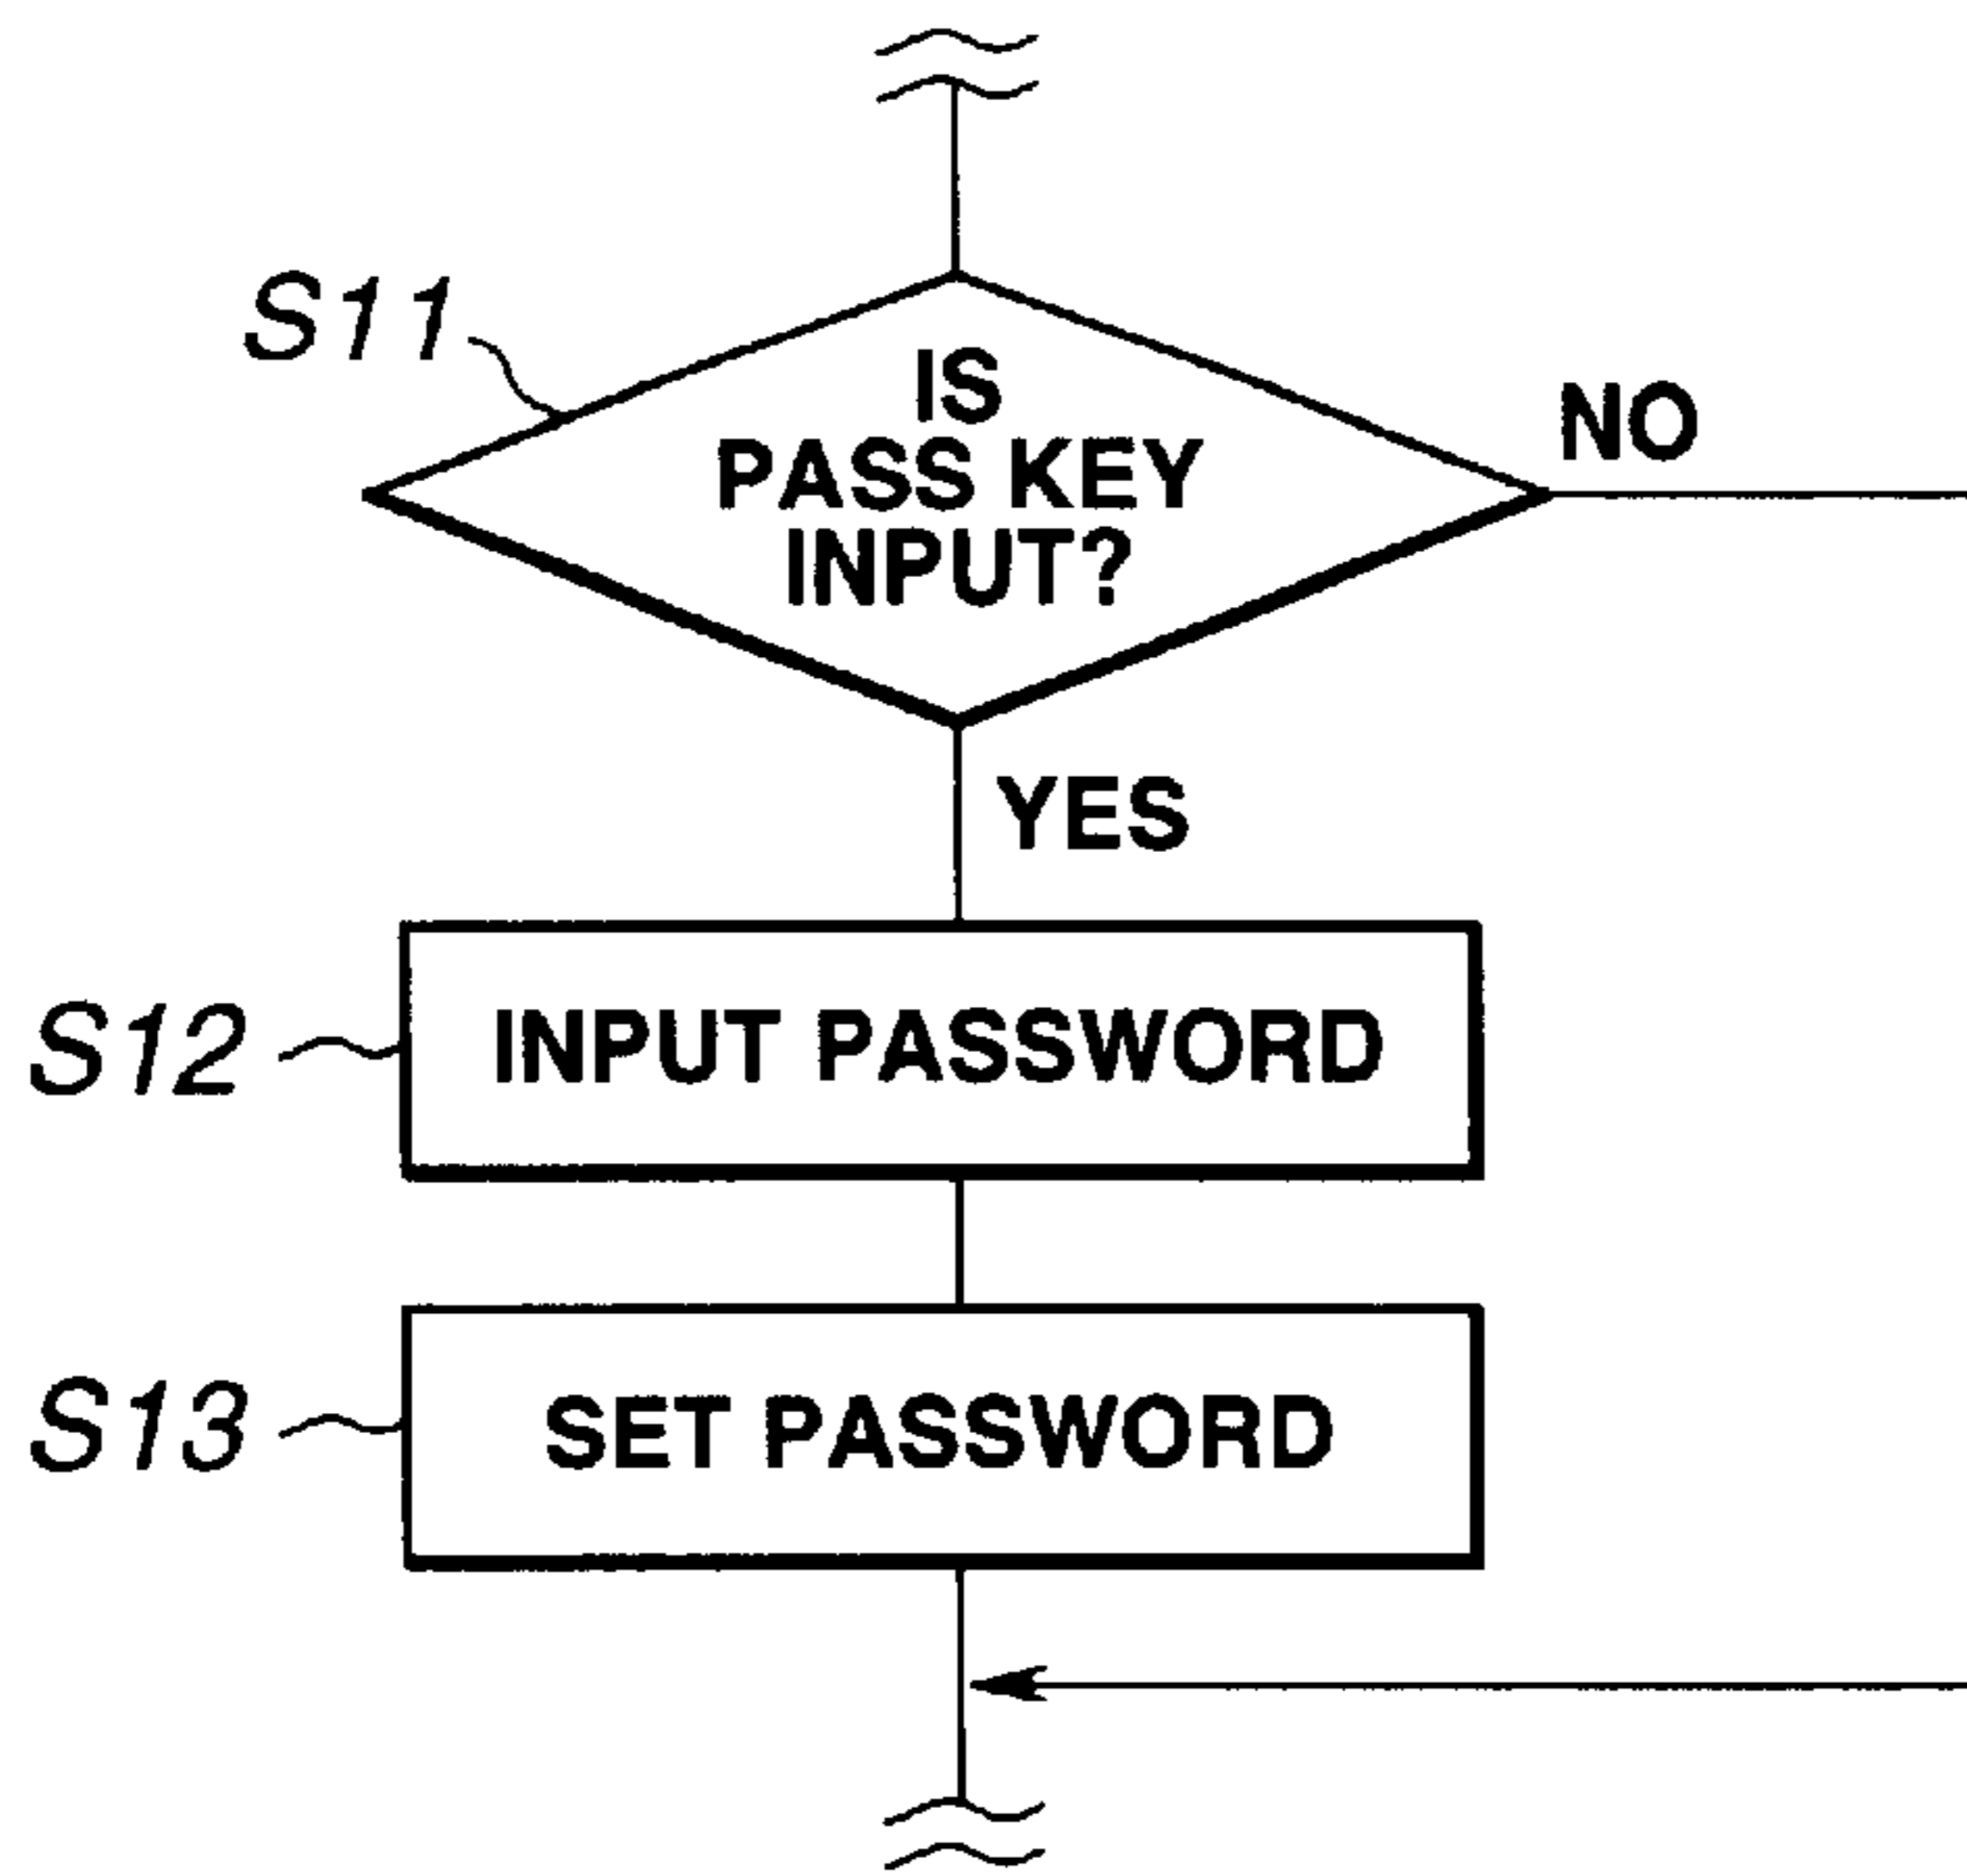 S11
IS
PASS KEY
INPUT?
NO
YES
S12
INPUT PASSWORD
S13
SET PASSWORD